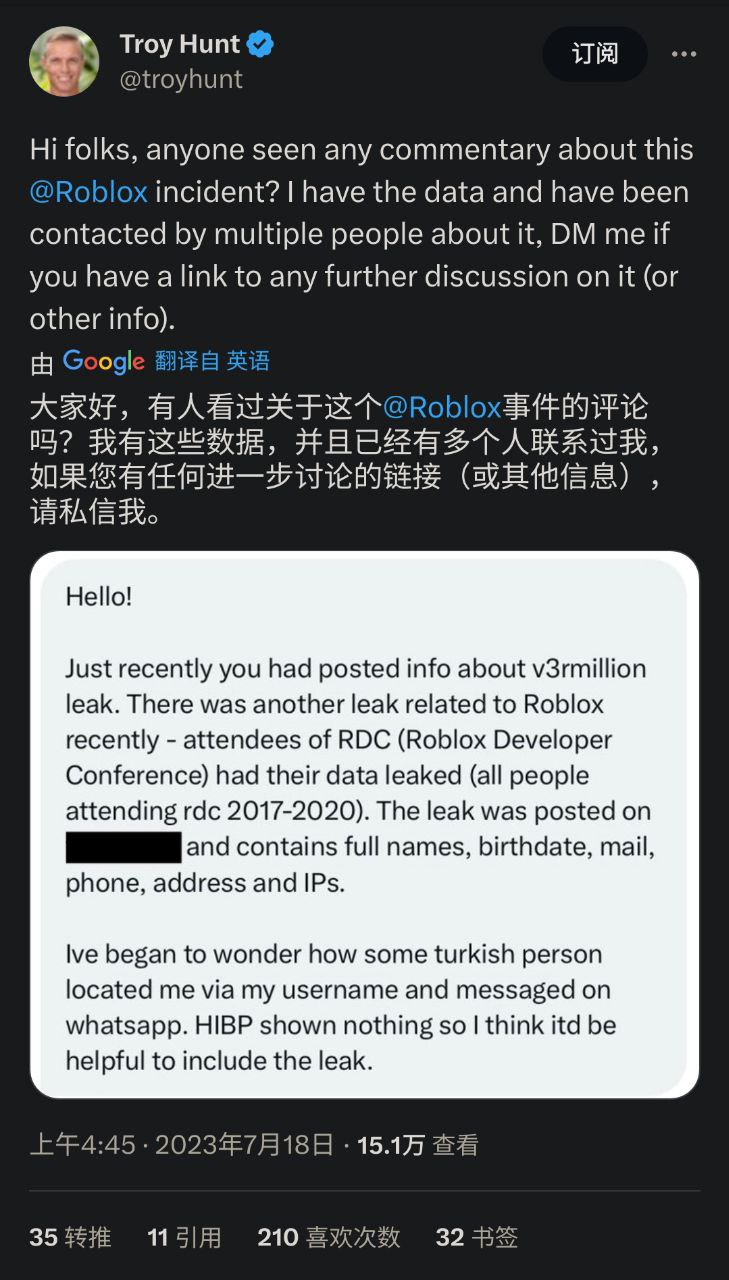 Troy Hunt
@troyhunt
订阅
Hi folks, anyone seen any commentary about this
@Roblox incident? I have the data and have been
contacted by multiple people about it, DM me if
you have a link to any further discussion on it (or
other info).
由 Google 翻译自 英语
大家好，有人看过关于这个@Roblox事件的评论
吗？我有这些数据，并且已经有多个人联系过我，
如果您有任何进一步讨论的链接（或其他信息），
请私信我。
Hello!
Just recently you had posted info about v3rmillion
leak. There was another leak related to Roblox
recently - attendees of RDC (Roblox Developer
Conference) had their data leaked (all people
attending rdc 2017-2020). The leak was posted on
and contains full names, birthdate, mail,
phone, address and IPs.
Ive began to wonder how some turkish person
located me via my username and messaged on
whatsapp. HIBP shown nothing so I think itd be
helpful to include the leak.
上午4:45 · 2023年7月18日 · 15.1万 查看
35 转推 11 引用 210 喜欢次数 32 书签